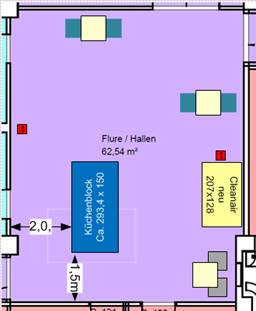 Flure / Hallen
62,54 m²
Küchenblock
Ca. 293,4 x 150
Cleanair
neu
207x128
2,0,
1,5m